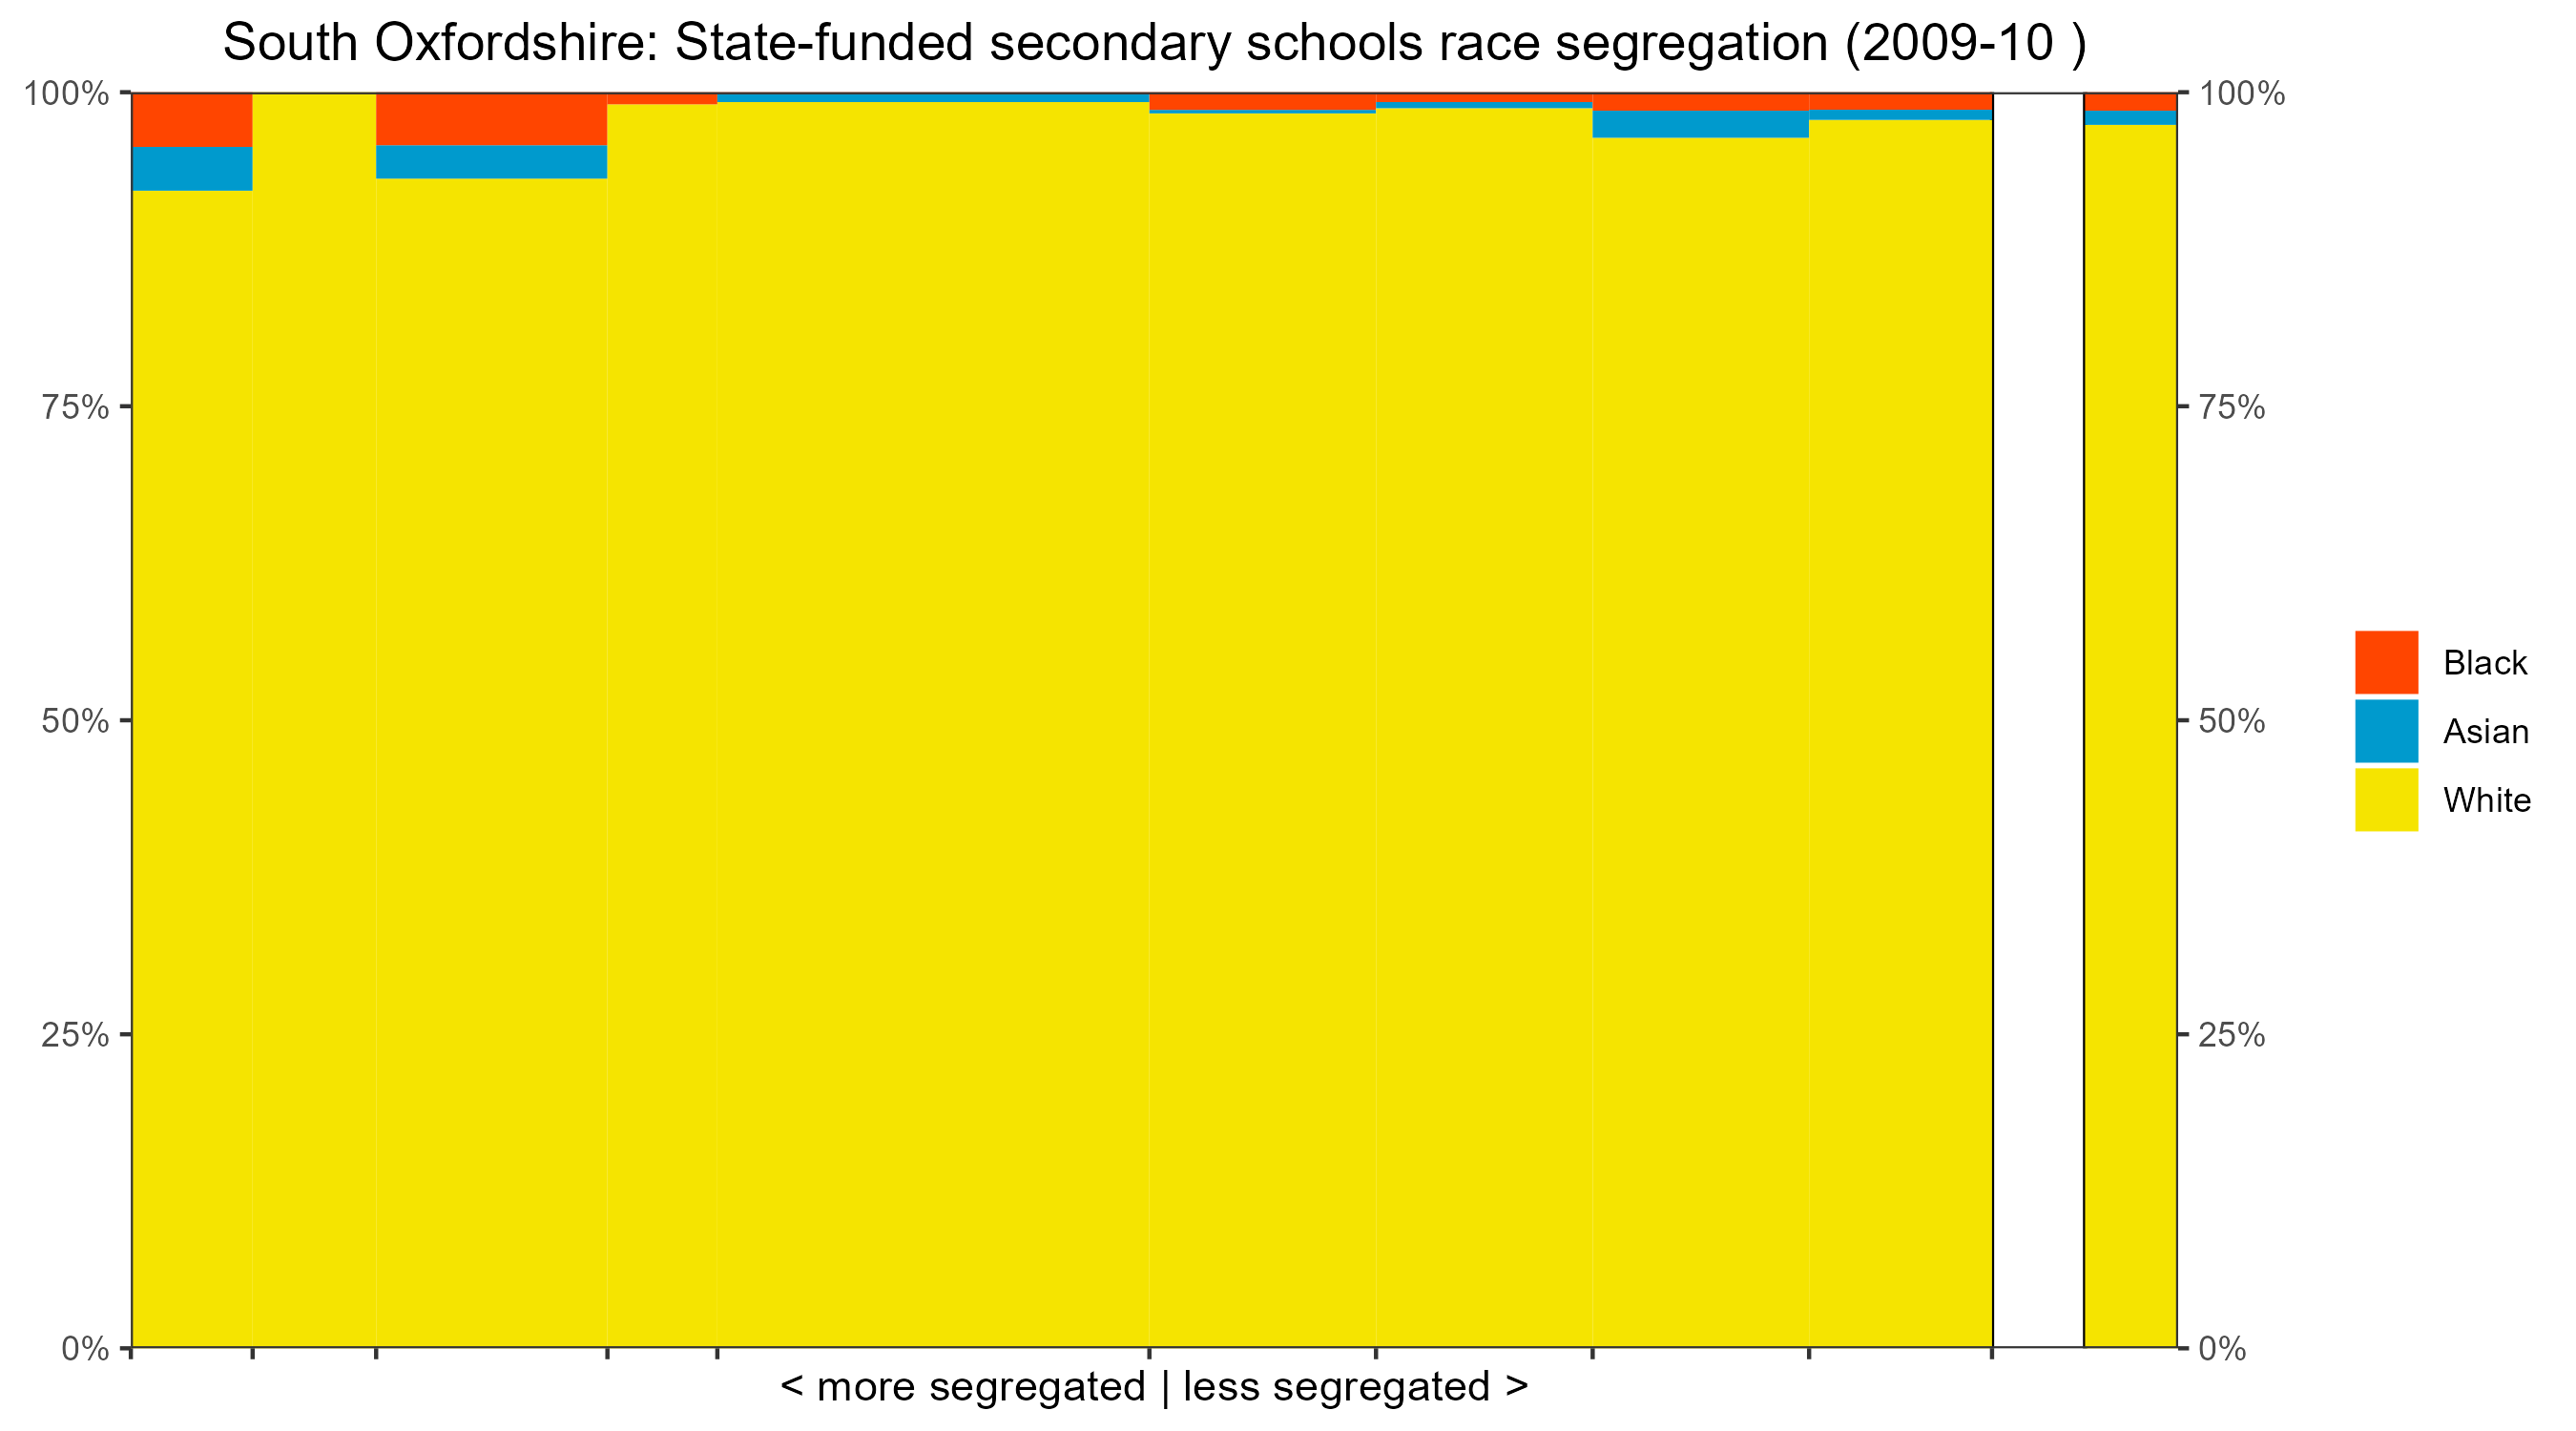 South Oxfordshire: State-funded secondary schools race segregation (2009-10 )
100%
75%
50%
25%
0%
100%
75%
50%
25%
0%
< more segregated | less segregated >
Black
Asian
White